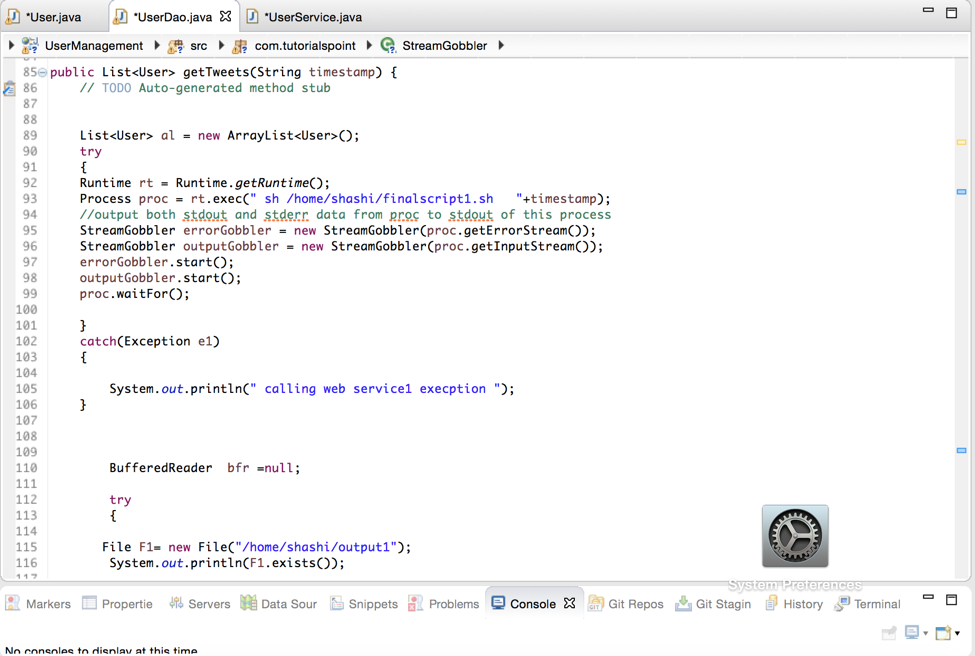 *User.java *UserDao.java *UserService.java
UserManagement src com.tutorialspoint StreamGobbler
85 public List<User> getTweets(String timestamp) {
86 // TODO Auto-generated method stub
87
88
89 List<User> al = new ArrayList<User>();
90 try
91 {
92 Runtime rt = Runtime.getRuntime();
93 Process proc = rt.exec(" sh /home/shashi/finalscript1.sh   "+timestamp);
94 //output both stdout and stderr data from proc to stdout of this process
95 StreamGobbler errorGobbler = new StreamGobbler(proc.getErrorStream());
96 StreamGobbler outputGobbler = new StreamGobbler(proc.getInputStream());
97 errorGobbler.start();
98 outputGobbler.start();
99 proc.waitFor();
100
101 }
102 catch(Exception e1)
103 {
104
105 System.out.println(" calling web service1 execption ");
106 }
107
108
109
110 BufferedReader  bfr =null;
111
112 try
113 {
114
115 File F1= new File("/home/shashi/output1");
116 System.out.println(F1.exists());
117
System Preferences
Markers Propertie Servers Data Sour Snippets Problems Console Git Repos Git Stagin History Terminal
No consoles to display at this time.